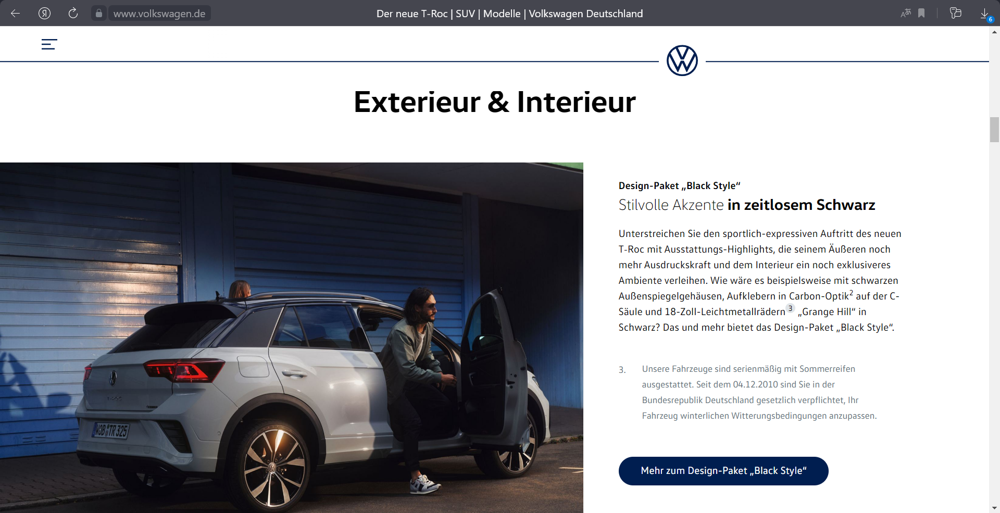 www.volkswagen.de
Der neue T-Roc | SUV | Modelle | Volkswagen Deutschland
6
Exterieur & Interieur
Design-Paket „Black Style“
Stilvolle Akzente in zeitlosem Schwarz
Unterstreichen Sie den sportlich-expressiven Auftritt des neuen
T-Roc mit Ausstattungs-Highlights, die seinem Äußeren noch
mehr Ausdruckskraft und dem Interieur ein noch exklusiveres
Ambiente verleihen. Wie wäre es beispielsweise mit schwarzen
Außenspiegelgehäusen, Aufklebern in Carbon-Optik2 auf der C-
Säule und 18-Zoll-Leichtmetallrädern 3 „Grange Hill“ in
Schwarz? Das und mehr bietet das Design-Paket „Black Style“.
3. Unsere Fahrzeuge sind serienmäßig mit Sommerreifen
ausgestattet. Seit dem 04.12.2010 sind Sie in der
Bundesrepublik Deutschland gesetzlich verpflichtet, Ihr
Fahrzeug winterlichen Witterungsbedingungen anzupassen.
Mehr zum Design-Paket „Black Style“
T-ROC
WOB TR 325